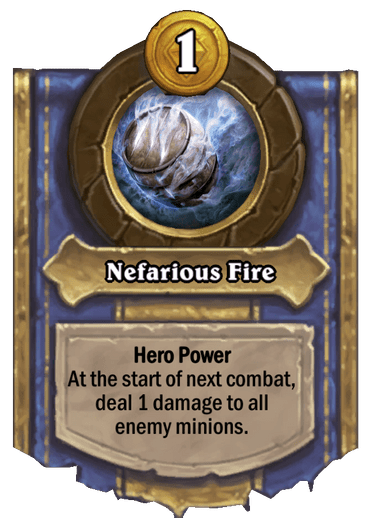 1
Nefarious Fire
Hero Power
At the start of next combat,
deal 1 damage to all
enemy minions.